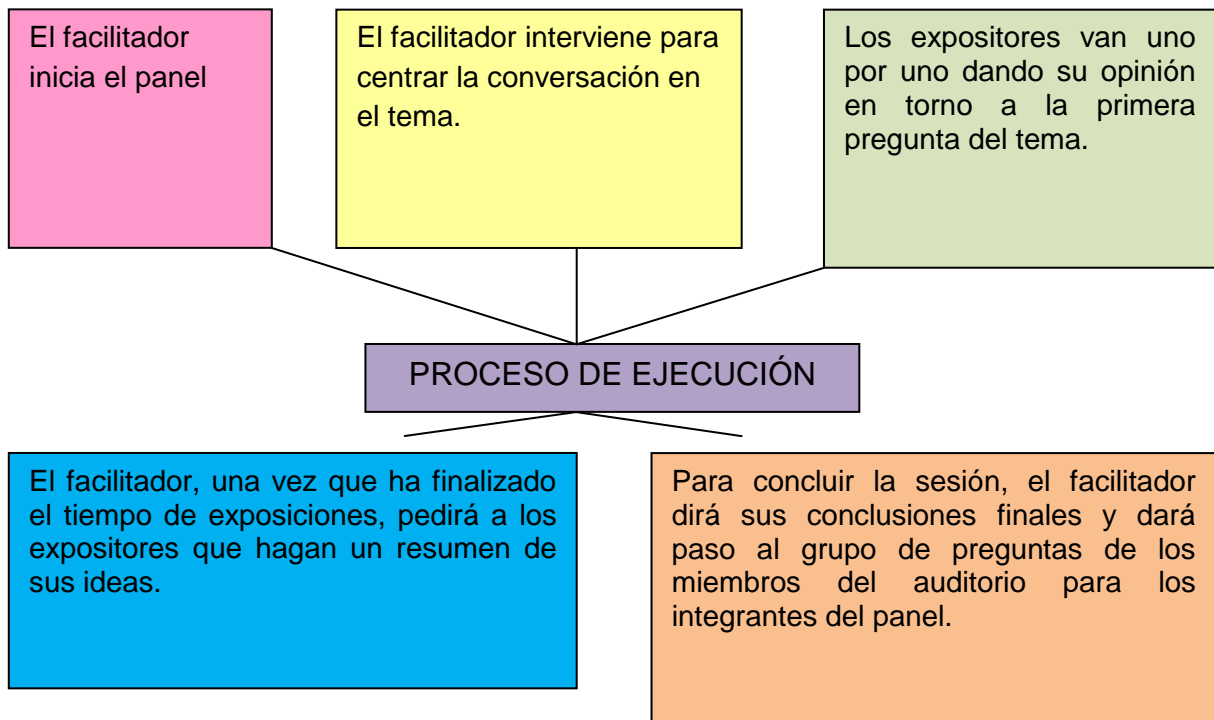 El facilitador
inicia el panel
El facilitador interviene para
centrar la conversación en
el tema.
Los expositores van uno
por uno dando su opinión
en torno a la primera
pregunta del tema.
PROCESO DE EJECUCIÓN
El facilitador, una vez que ha finalizado
el tiempo de exposiciones, pedirá a los
expositores que hagan un resumen de
sus ideas.
Para concluir la sesión, el facilitador
dirá sus conclusiones finales y dará
paso al grupo de preguntas de los
miembros del auditorio para los
integrantes del panel.